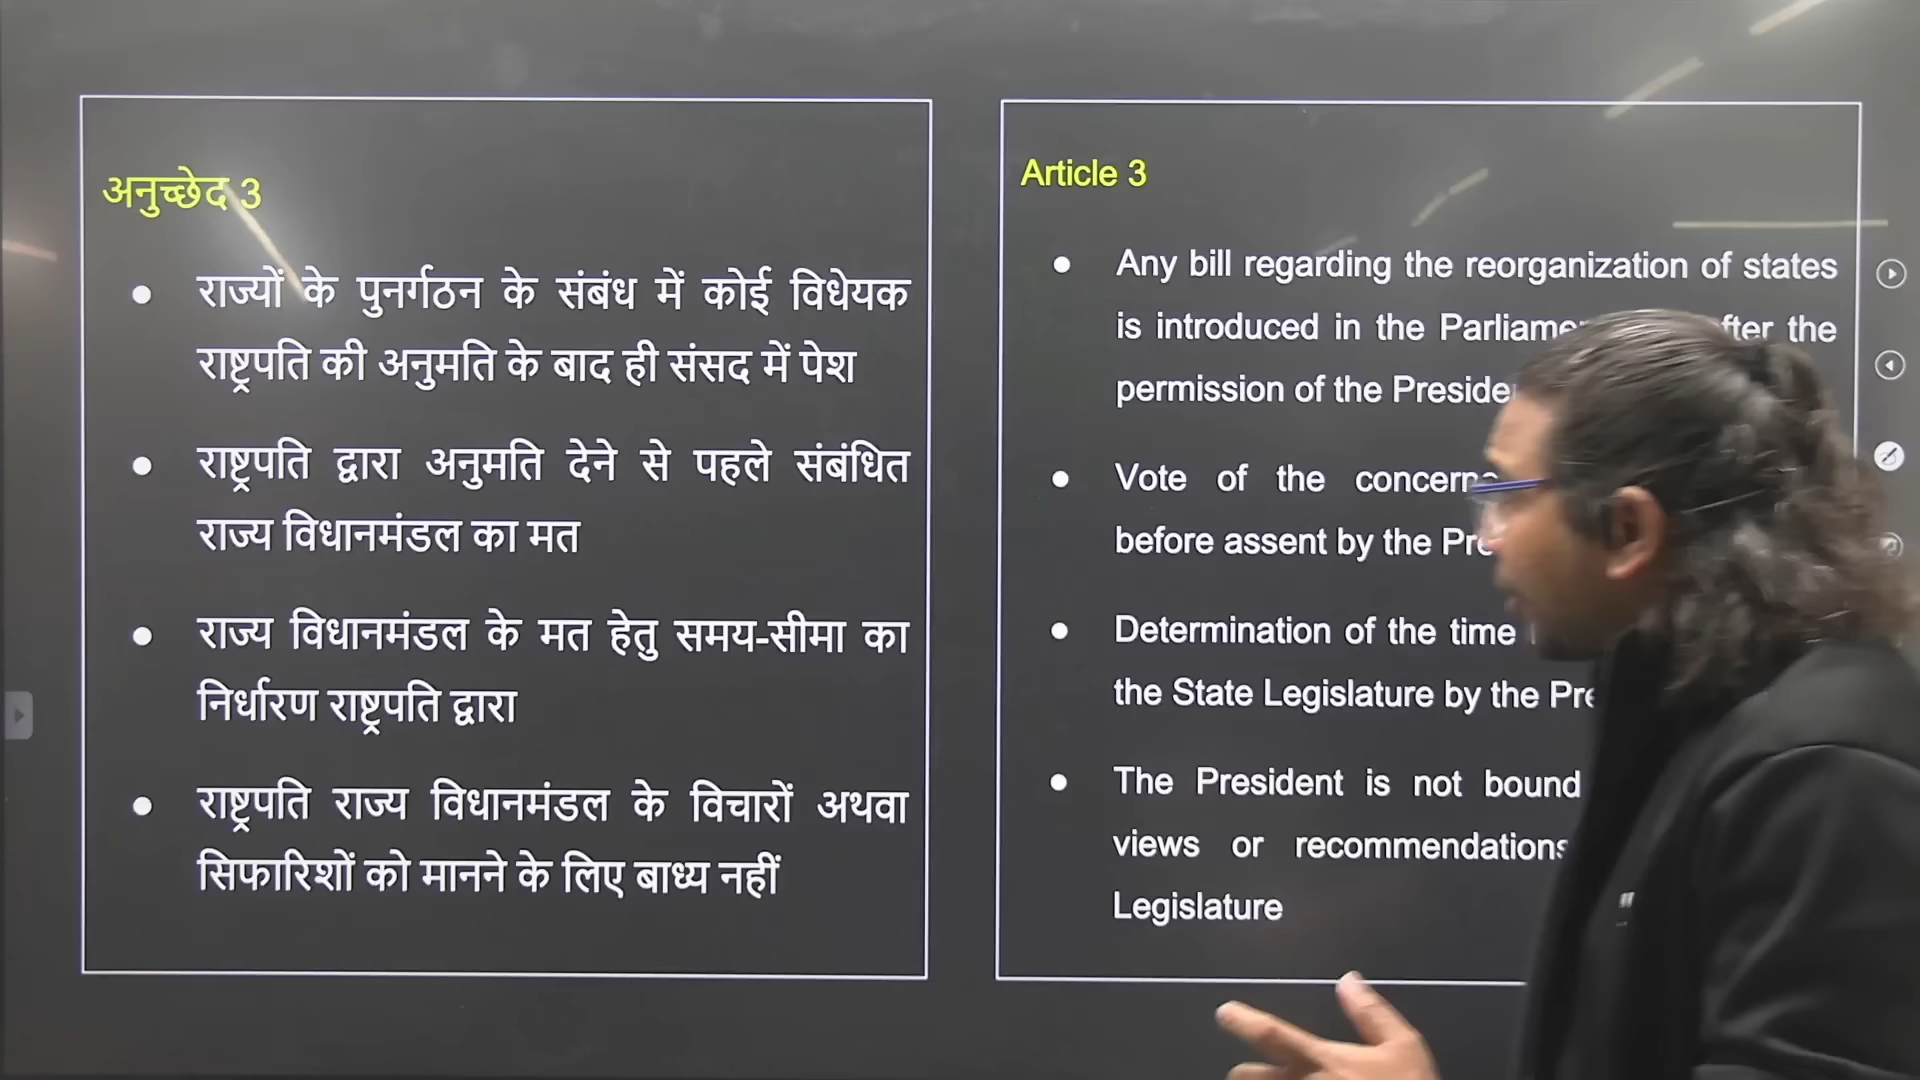 अनुच्छेद 3
राज्यों के पुनर्गठन के संबंध में कोई विधेयक
राष्ट्रपति की अनुमति के बाद ही संसद में पेश
राष्ट्रपति द्वारा अनुमति देने से पहले संबंधित
राज्य विधानमंडल का मत
राज्य विधानमंडल के मत हेतु समय-सीमा का
निर्धारण राष्ट्रपति द्वारा
राष्ट्रपति राज्य विधानमंडल के विचारों अथवा
सिफारिशों को मानने के लिए बाध्य नहीं
Article 3
Any bill regarding the reorganization of states
is introduced in the the
permission of the
Vote of the
before assent by the
Determination of the time
the State Legislature by the
The President is not bound
views or recommendations
Legislature